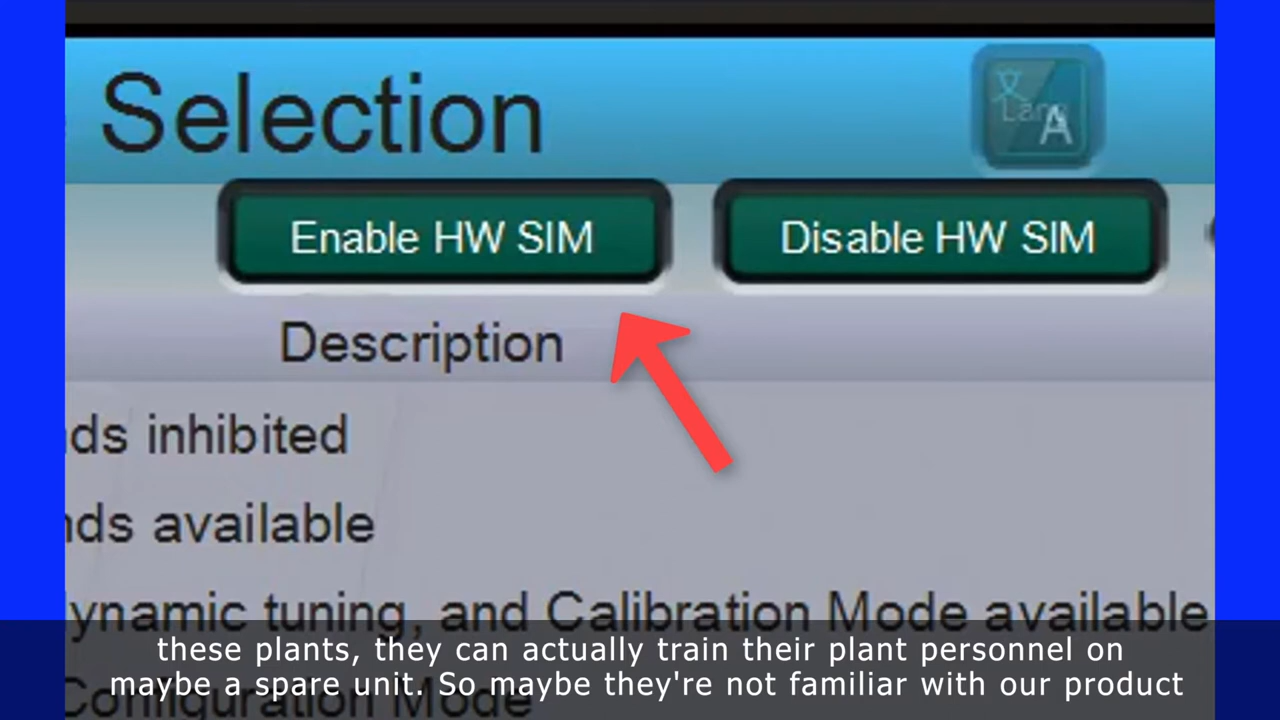 Selection
Lang
A
Enable HW SIM
Disable HW SIM
Description
ds inhibited
nds available
ynamic tuning, and Calibration Mode available
these plants, they can actually train their plant personnel on
maybe a spare unit. So maybe they're not familiar with our product
Configuration Mode